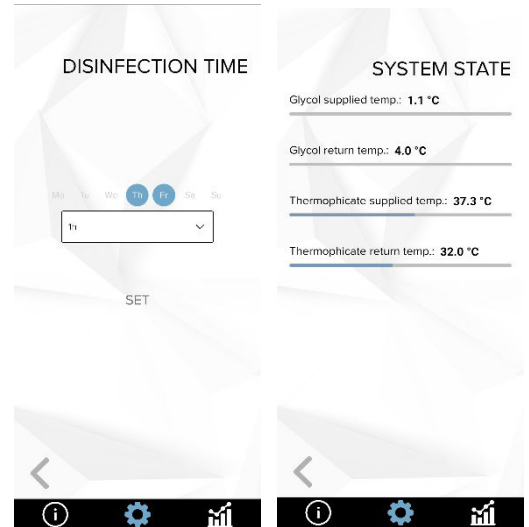 DISINFECTION TIME
Mo Tu We Th Fr Sa Su
1h
SET
SYSTEM STATE
Glycol supplied temp.: 1.1 °C
Glycol return temp.: 4.0 °C
Thermophicate supplied temp.: 37.3 °C
Thermophicate return temp.: 32.0 °C